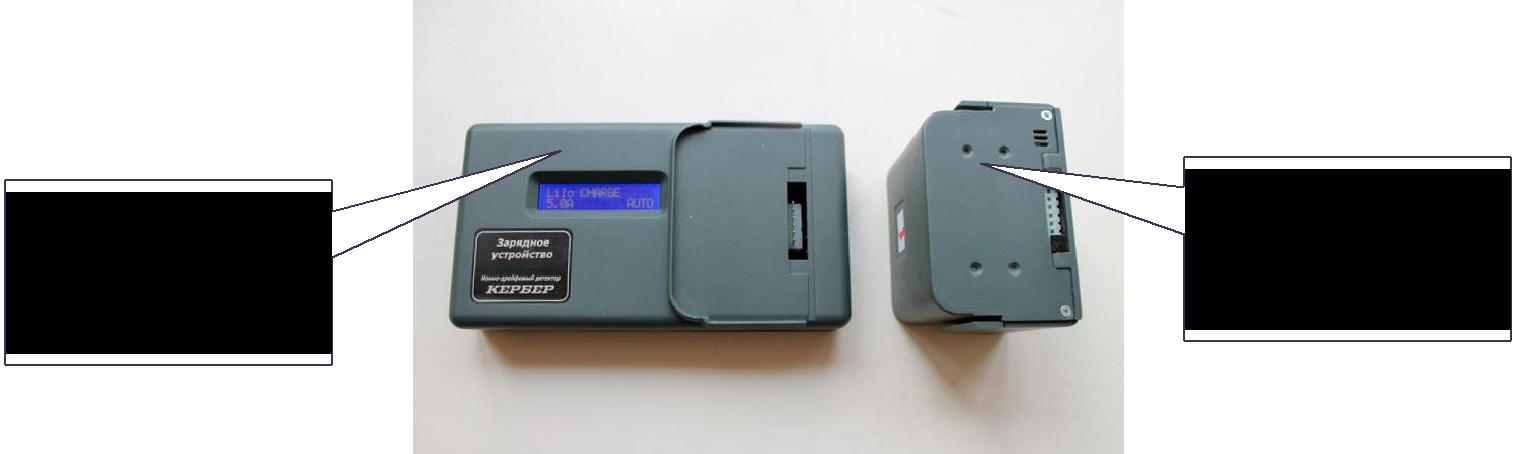 LiIo CHARGE
5.0A AUTO
Зарядное
устройство
Ионно-дрейфовый детектор
КЕРБЕР